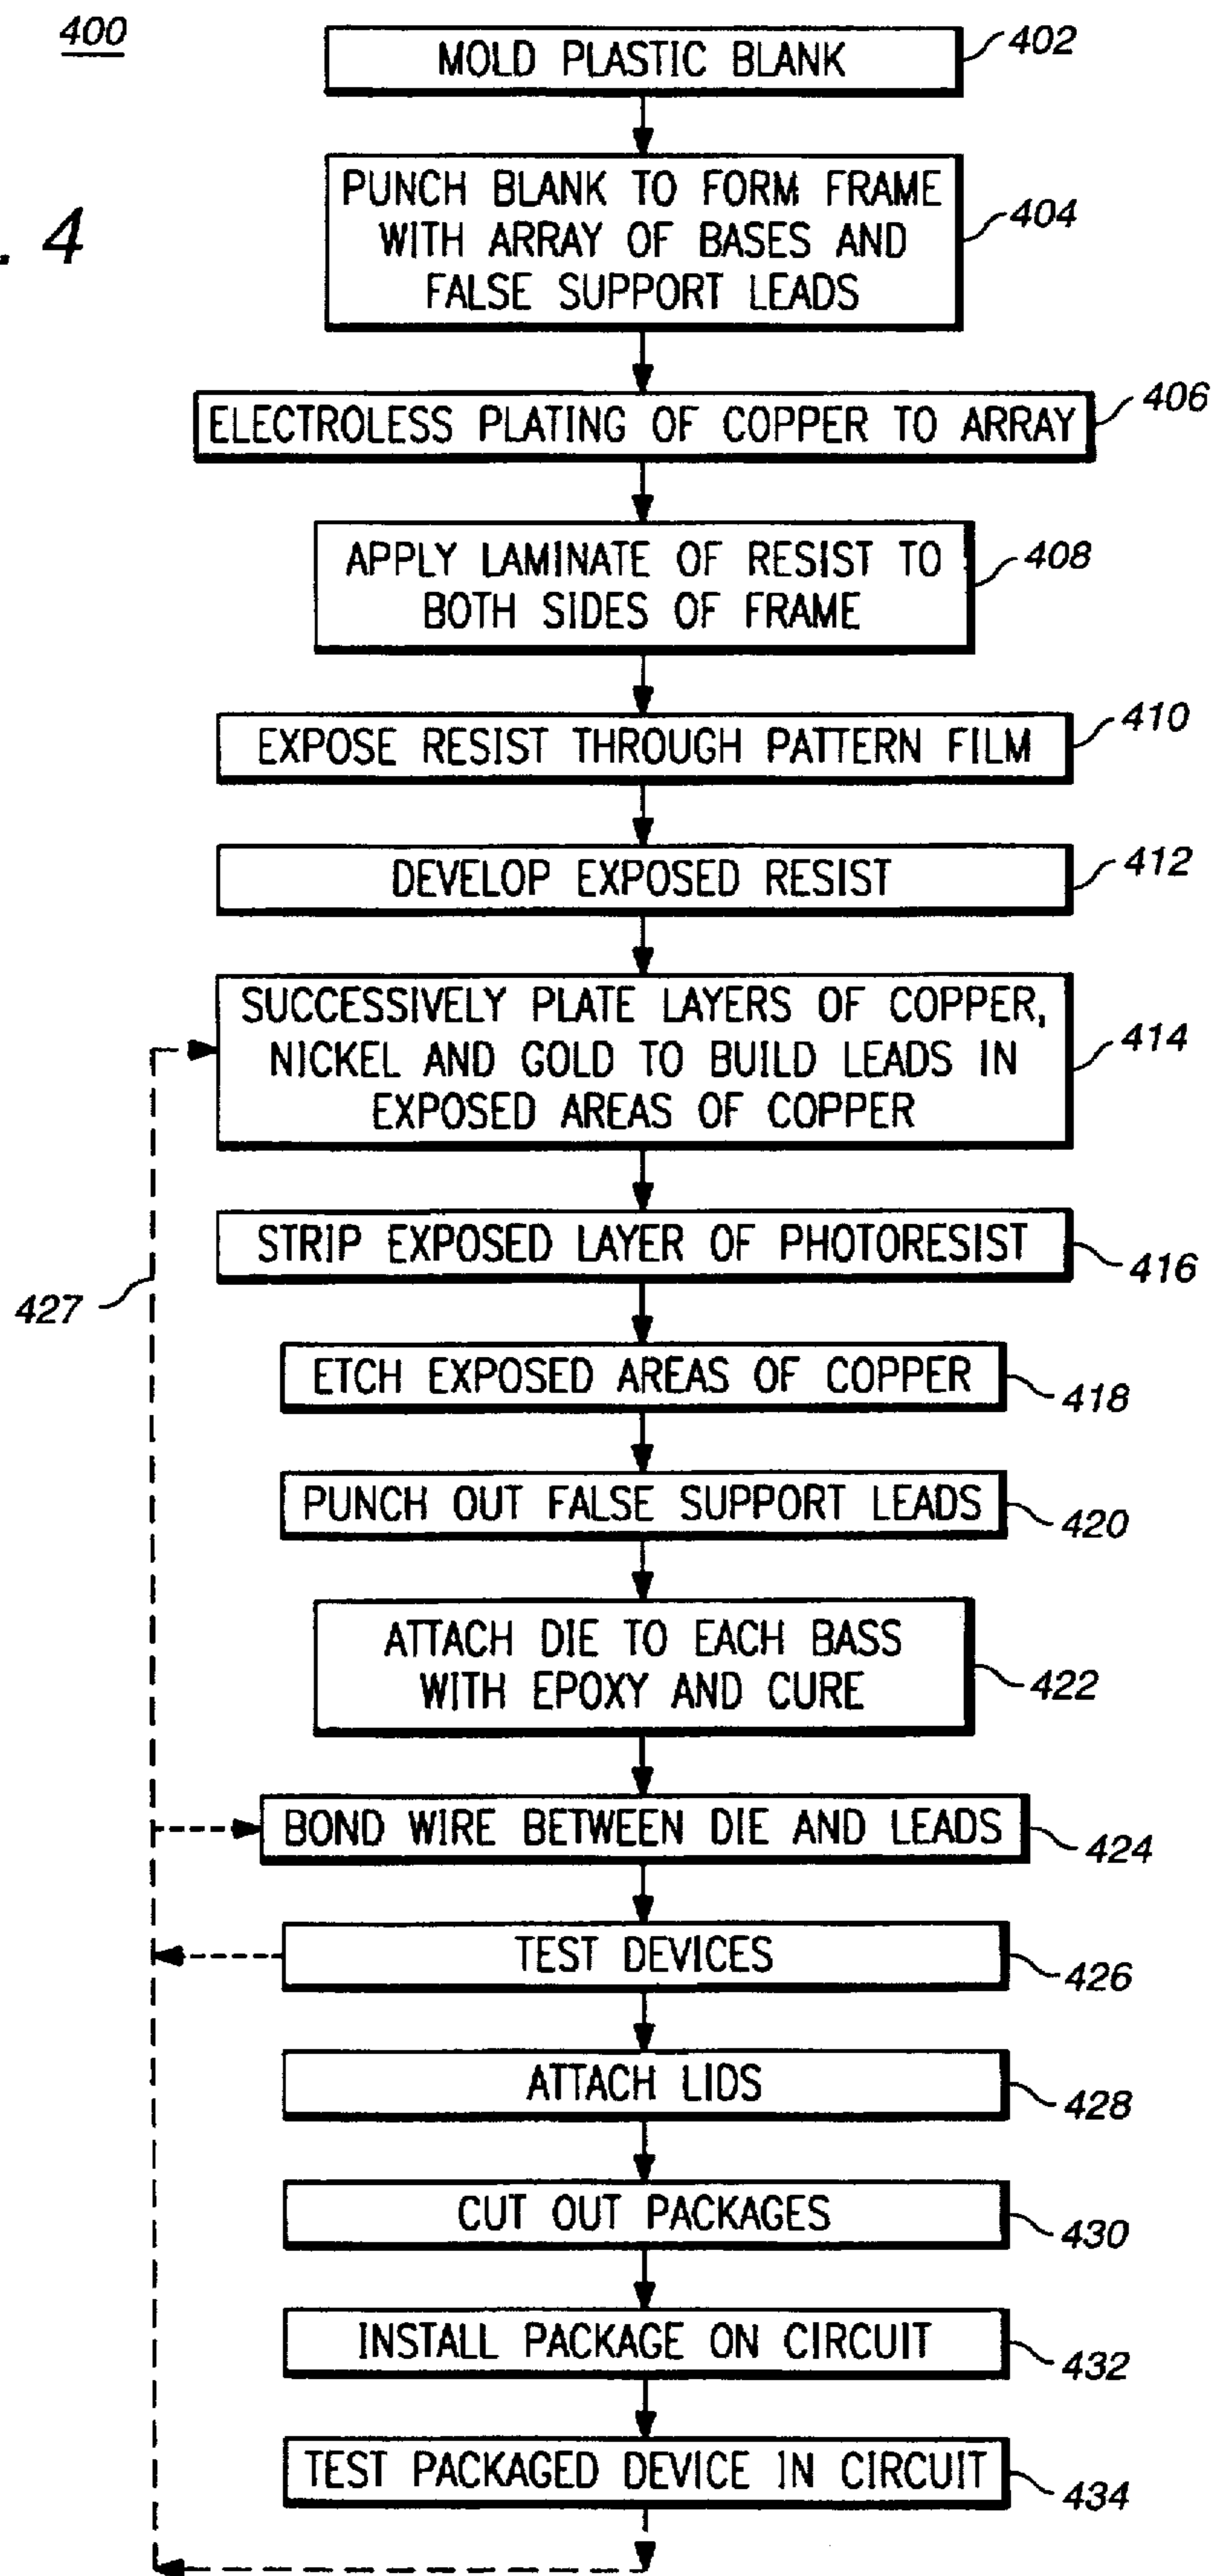 400
. 4
MOLD PLASTIC BLANK
402
PUNCH BLANK TO FORM FRAME
WITH ARRAY OF BASES AND
FALSE SUPPORT LEADS
404
ELECTROLESS PLATING OF COPPER TO ARRAY
406
APPLY LAMINATE OF RESIST TO
BOTH SIDES OF FRAME
408
EXPOSE RESIST THROUGH PATTERN FILM
410
DEVELOP EXPOSED RESIST
412
SUCCESSIVELY PLATE LAYERS OF COPPER,
NICKEL AND GOLD TO BUILD LEADS IN
EXPOSED AREAS OF COPPER
414
STRIP EXPOSED LAYER OF PHOTORESIST
416
427
ETCH EXPOSED AREAS OF COPPER
418
PUNCH OUT FALSE SUPPORT LEADS
420
ATTACH DIE TO EACH BASS
WITH EPOXY AND CURE
422
BOND WIRE BETWEEN DIE AND LEADS
424
TEST DEVICES
426
ATTACH LIDS
428
CUT OUT PACKAGES
430
INSTALL PACKAGE ON CIRCUIT
432
TEST PACKAGED DEVICE IN CIRCUIT
434